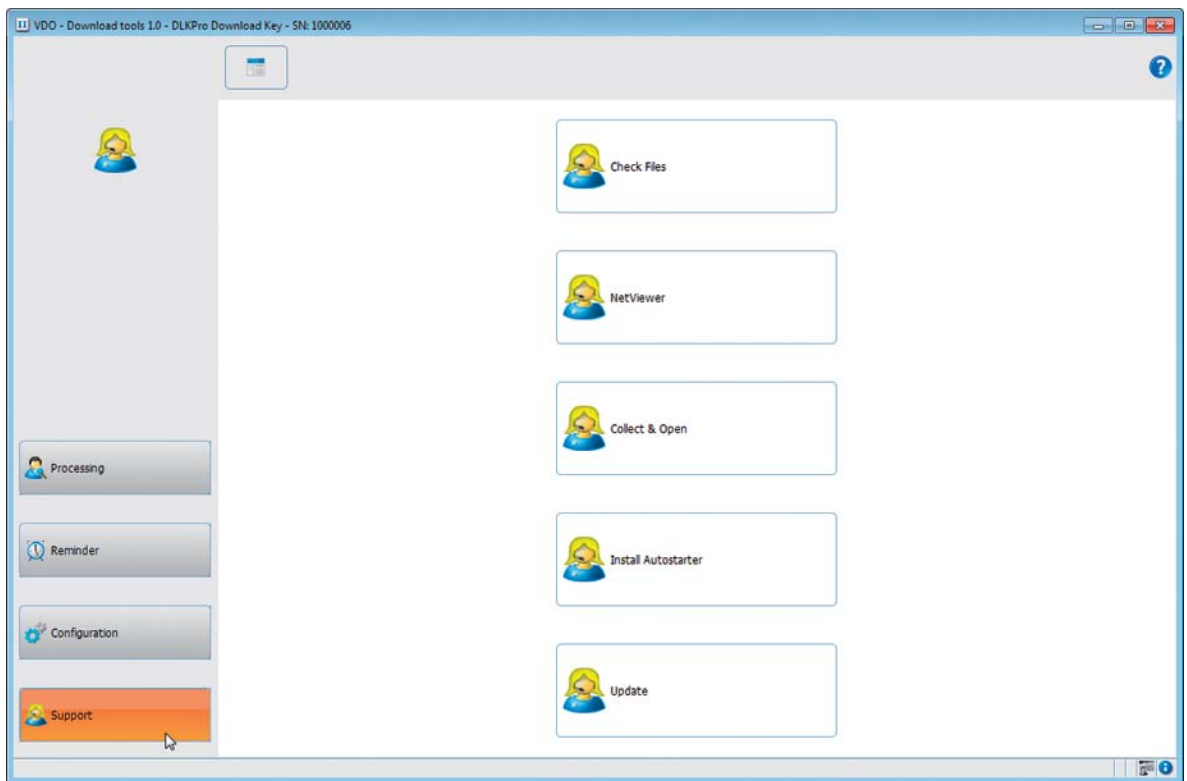 VDO - Download tools 1.0 - DLKPro Download Key - SN: 1000006
Check Files
NetViewer
Collect & Open
Processing
Install Autostarter
Reminder
Configuration
Update
Support